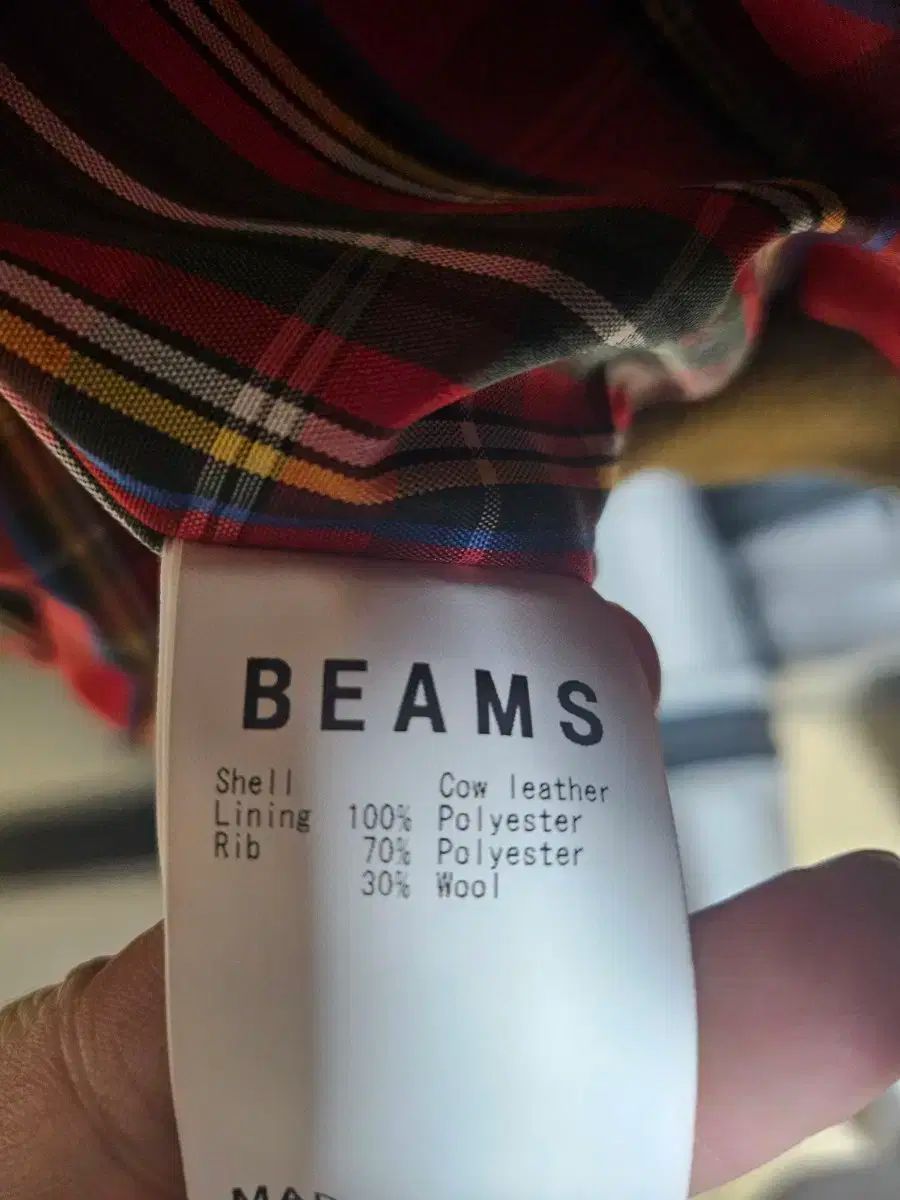 BEAMS
Shell Cow leather
Lining 100% Polyester
Rib 70% Polyester
30% Wool